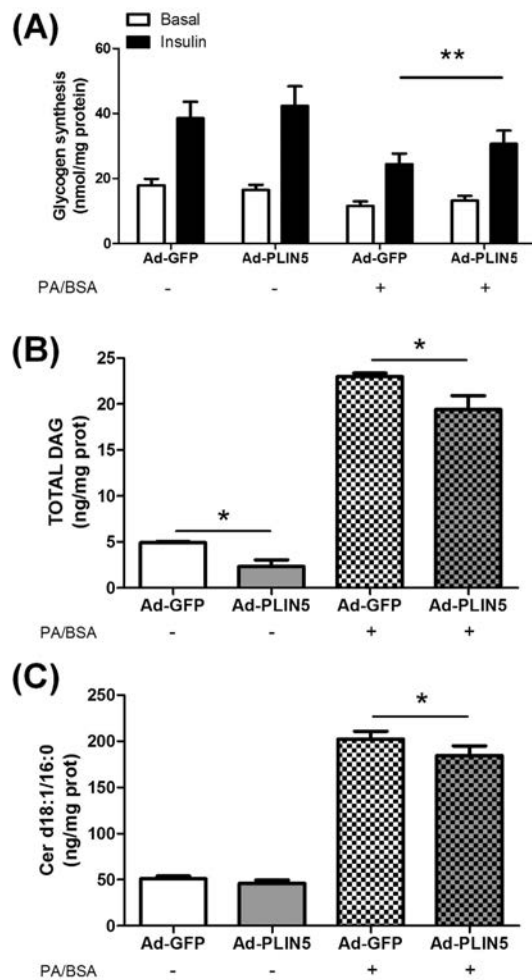 (A)
Basal
Insulin
Glycogen synthesis
(nmol/mg protein)
60
40
20
0
**
Ad-GFP Ad-PLIN5 Ad-GFP Ad-PLIN5
PA/BSA - - + +
(B)
TOTAL DAG
(ng/mg prot)
25
20
15
10
5
0
*
*
Ad-GFP Ad-PLIN5 Ad-GFP Ad-PLIN5
PA/BSA - - + +
(C)
Cer d18:1/16:0
(ng/mg prot)
250
200
150
100
50
0
*
Ad-GFP Ad-PLIN5 Ad-GFP Ad-PLIN5
PA/BSA - - + +